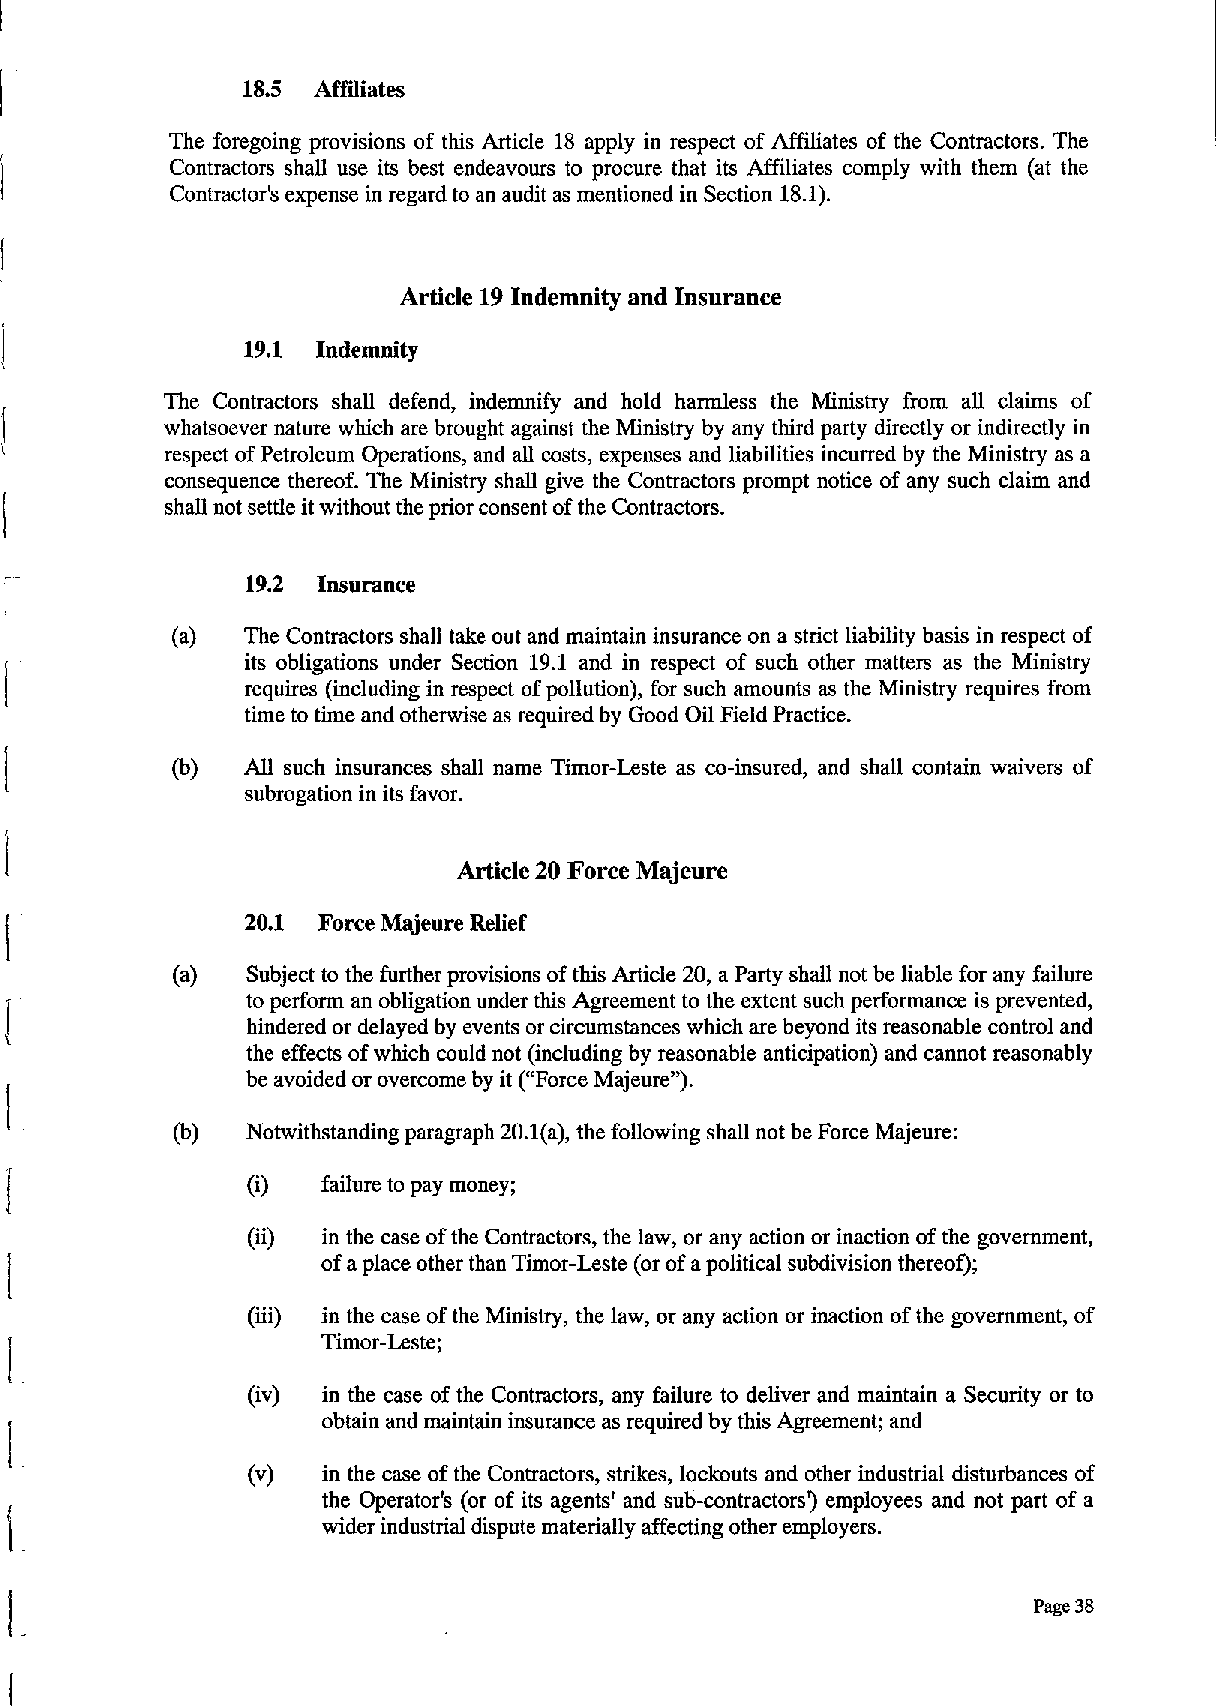 18.5 Affiliates
The foregoing provisions of this Article 18 apply in respect of Affiliates of the Contractors. The
Contractors shall use its best endeavours to procure that its Affiliates comply with them (at the
Contractor's expense in regard to an audit as mentioned in Section 18.1).
Article 19 Indemnity and Insurance
19.1 Indemnity
The Contractors shall defend, indemnify and hold harmless the Ministry from all claims of
whatsoever nature which are brought against the Ministry by any third party directly or indirectly in
respect of Petroleum Operations, and all costs, expenses and liabilities incurred by the Ministry as a
consequence thereof. The Ministry shall give the Contractors prompt notice of any such claim and
shall not settle it without the prior consent of the Contractors.
19.2 Insurance
(a) The Contractors shall take out and maintain insurance on a strict liability basis in respect of
its obligations under Section 19.1 and in respect of such other matters as the Ministry
requires (including in respect of pollution), for such amounts as the Ministry requires from
time to time and otherwise as required by Good Oil Field Practice.
(b) All such insurances shall name Timor-Leste as co-insured, and shall contain waivers of
subrogation in its favor.
Article 20 Force Majeure
20.1 Force Majeure Relief
(a) Subject to the further provisions of this Article 20, a Party shall not be liable for any failure
to perform an obligation under this Agreement to the extent such performance is prevented,
hindered or delayed by events or circumstances which are beyond its reasonable control and
the effects of which could not (including by reasonable anticipation) and cannot reasonably
be avoided or overcome by it (“Force Majeure”).
(b) Notwithstanding paragraph 20.1(a), the following shall not be Force Majeure:
(i) failure to pay money;
(ii) in the case of the Contractors, the law, or any action or inaction of the government,
of a place other than Timor-Leste (or of a political subdivision thereof);
(iii) in the case of the Ministry, the law, or any action or inaction of the government, of
Timor-Leste;
(iv) in the case of the Contractors, any failure to deliver and maintain a Security or to
obtain and maintain insurance as required by this Agreement; and
(v) in the case of the Contractors, strikes, lockouts and other industrial disturbances of
the Operator's (or of its agents' and sub-contractors') employees and not part of a
wider industrial dispute materially affecting other employers.
Page 38